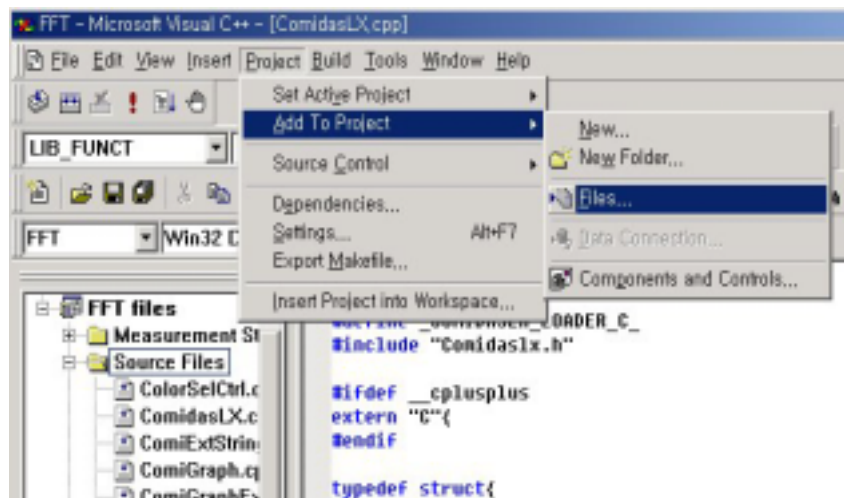 FFT - Microsoft Visual C++ - [ComidasLX.cpp]
File Edit View Insert Project Build Tools Window Help
Set Active Project
Add To Project
New...
LIB_FUNCT
New Folder...
Source Control
Files...
Dependencies...
FFT
Win32
Settings... Alt+F7
Data Connection...
Export Makefile...
Components and Controls...
Insert Project into Workspace...
FFT files
Measurement
#include "Comidaslx.h"
Source Files
ColorSelCtrl.c
#ifdef __cplusplus
ComidasLX.c
extern "C"{
ComiExtString
#endif
ComiGraph.cp
typedef struct{